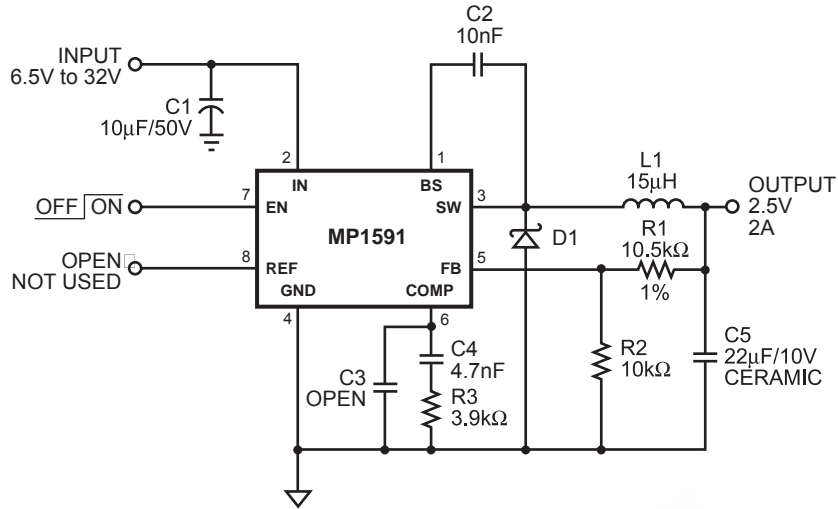 C2
10nF
INPUT
6.5V to 32V
C1
10µF/50V
2
1
IN
BS
L1
15µH
OFF ON
7
EN
SW
3
OUTPUT
2.5V
2A
MP1591
D1
R1
10.5kΩ
1%
OPEN
NOT USED
8
REF
FB
5
GND
COMP
4
6
C3
OPEN
C4
4.7nF
R3
3.9kΩ
R2
10kΩ
C5
22µF/10V
CERAMIC